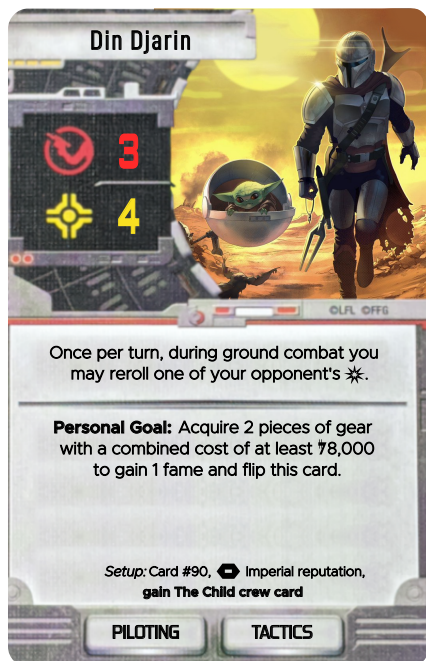 Din Djarin
3
4
©LFL ©FFG
Once per turn, during ground combat you
may reroll one of your opponent's .
Personal Goal: Acquire 2 pieces of gear
with a combined cost of at least 8,000
to gain 1 fame and flip this card.
Setup: Card #90, Imperial reputation,
gain The Child crew card
PILOTING TACTICS